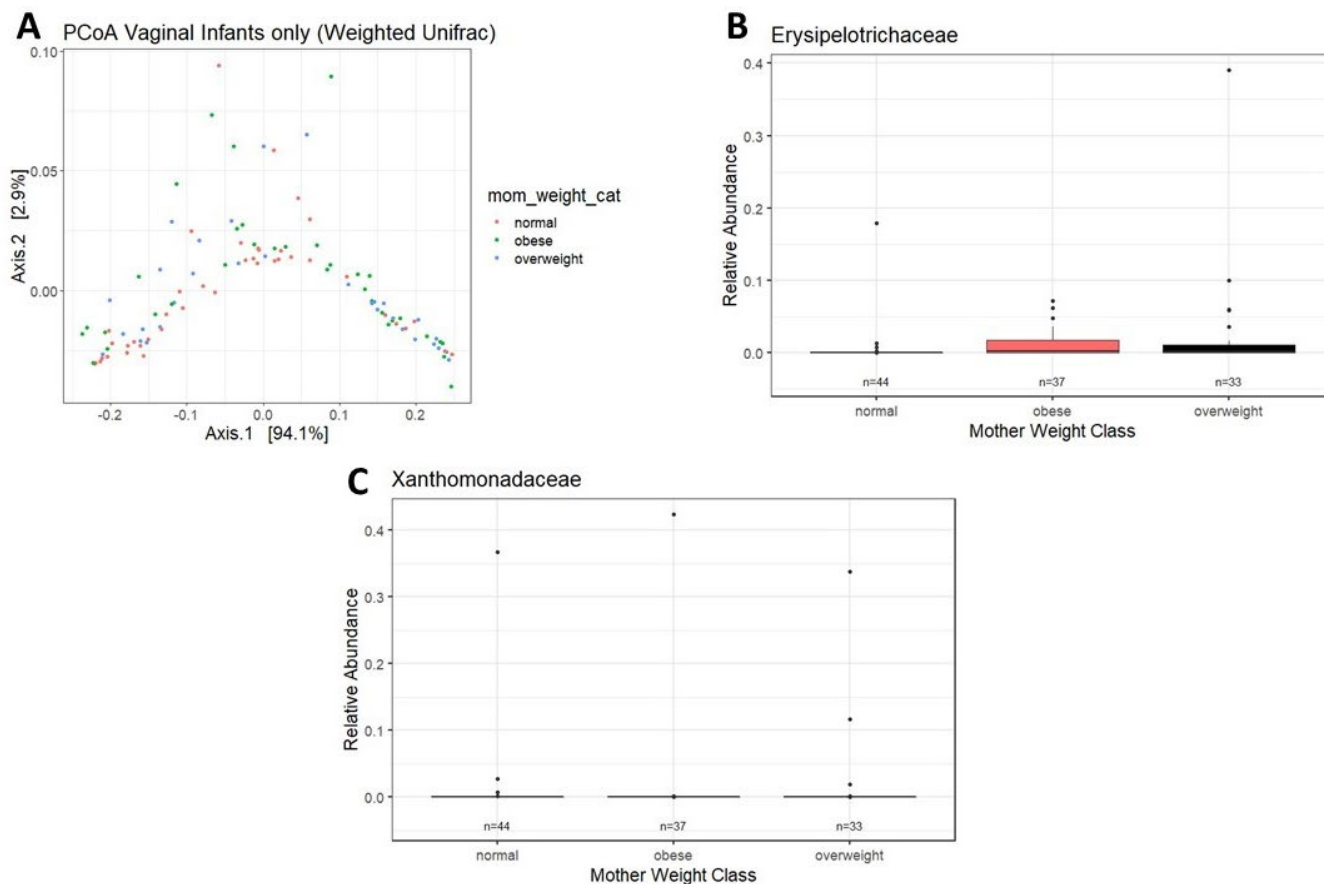 A
PCoA Vaginal Infants only (Weighted Unifrac)
0.10
0.05
0.00
Axis.2 [2.9%]
-0.2
-0.1
0.0
0.1
0.2
Axis.1 [94.1%]
mom_weight_cat
normal
obese
overweight
B
Erysipelotrichaceae
0.4
0.3
0.2
0.1
0.0
Relative Abundance
n=44
n=37
n=33
normal
obese
overweight
Mother Weight Class
C
Xanthomonadaceae
0.4
0.3
0.2
0.1
0.0
Relative Abundance
n=44
n=37
n=33
normal
obese
overweight
Mother Weight Class